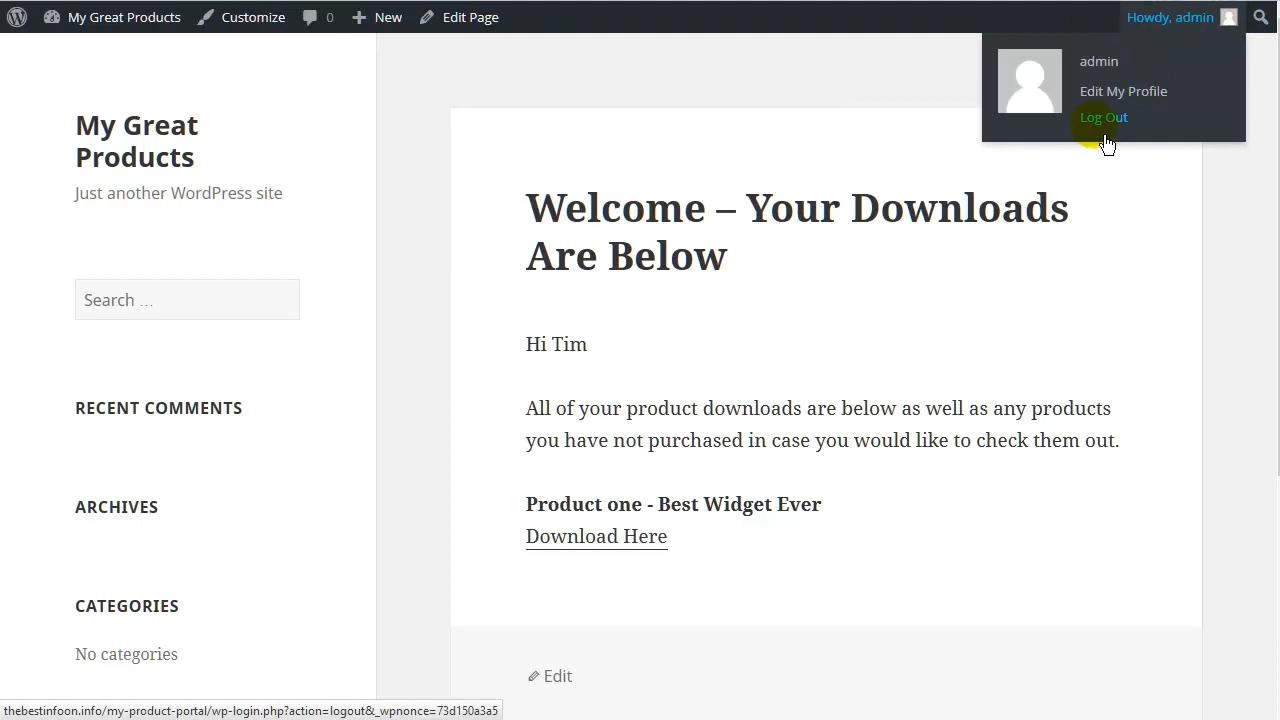 My Great Products Customize 0 New Edit Page Howdy, admin
admin
Edit My Profile
Log Out
My Great
Products
Just another WordPress site
Search …
RECENT COMMENTS
ARCHIVES
CATEGORIES
No categories
Welcome – Your Downloads
Are Below
Hi Tim
All of your product downloads are below as well as any products
you have not purchased in case you would like to check them out.
Product one - Best Widget Ever
Download Here
Edit
thebestinfoon.info/my-product-portal/wp-login.php?action=logout&_wpnonce=73d150a3a5